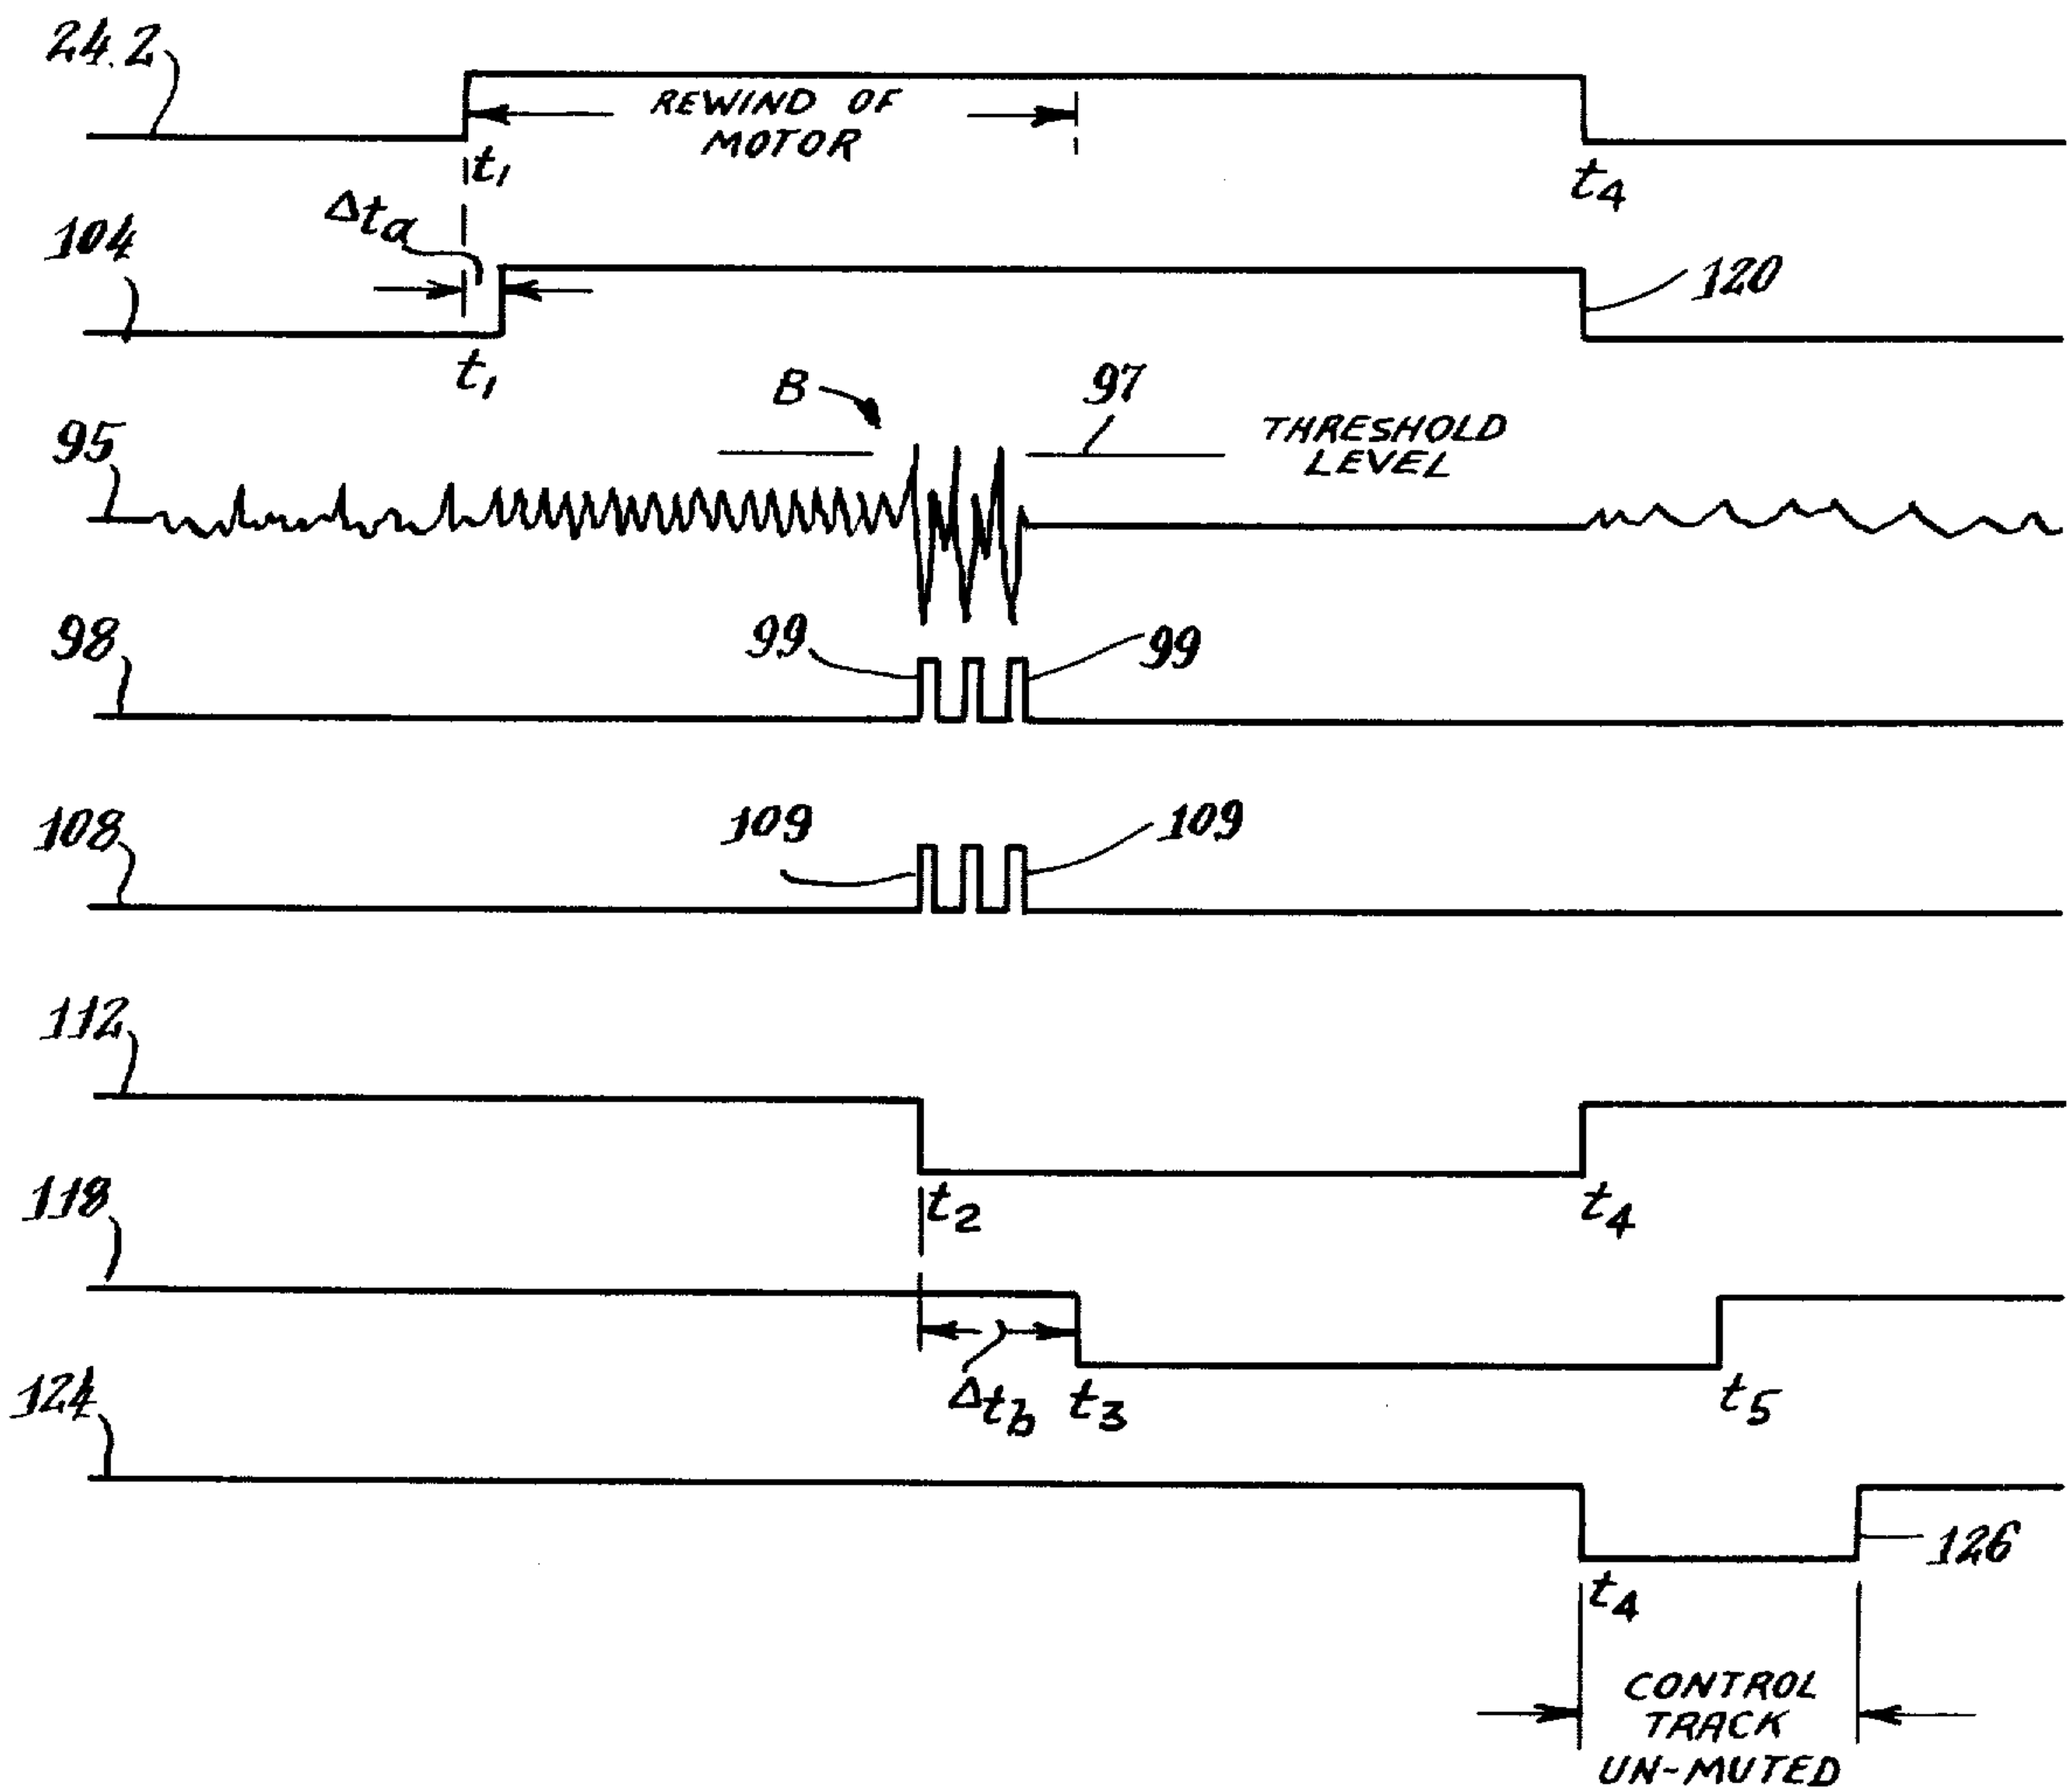 24.2
REWIND OF
MOTOR
t1
t4
Δta
104
120
t1
B
97
95
THRESHOLD
LEVEL
98
99
99
108
109
109
112
t2
t4
118
Δtb
t3
t5
124
126
t4
CONTROL
TRACK
UN-MUTED